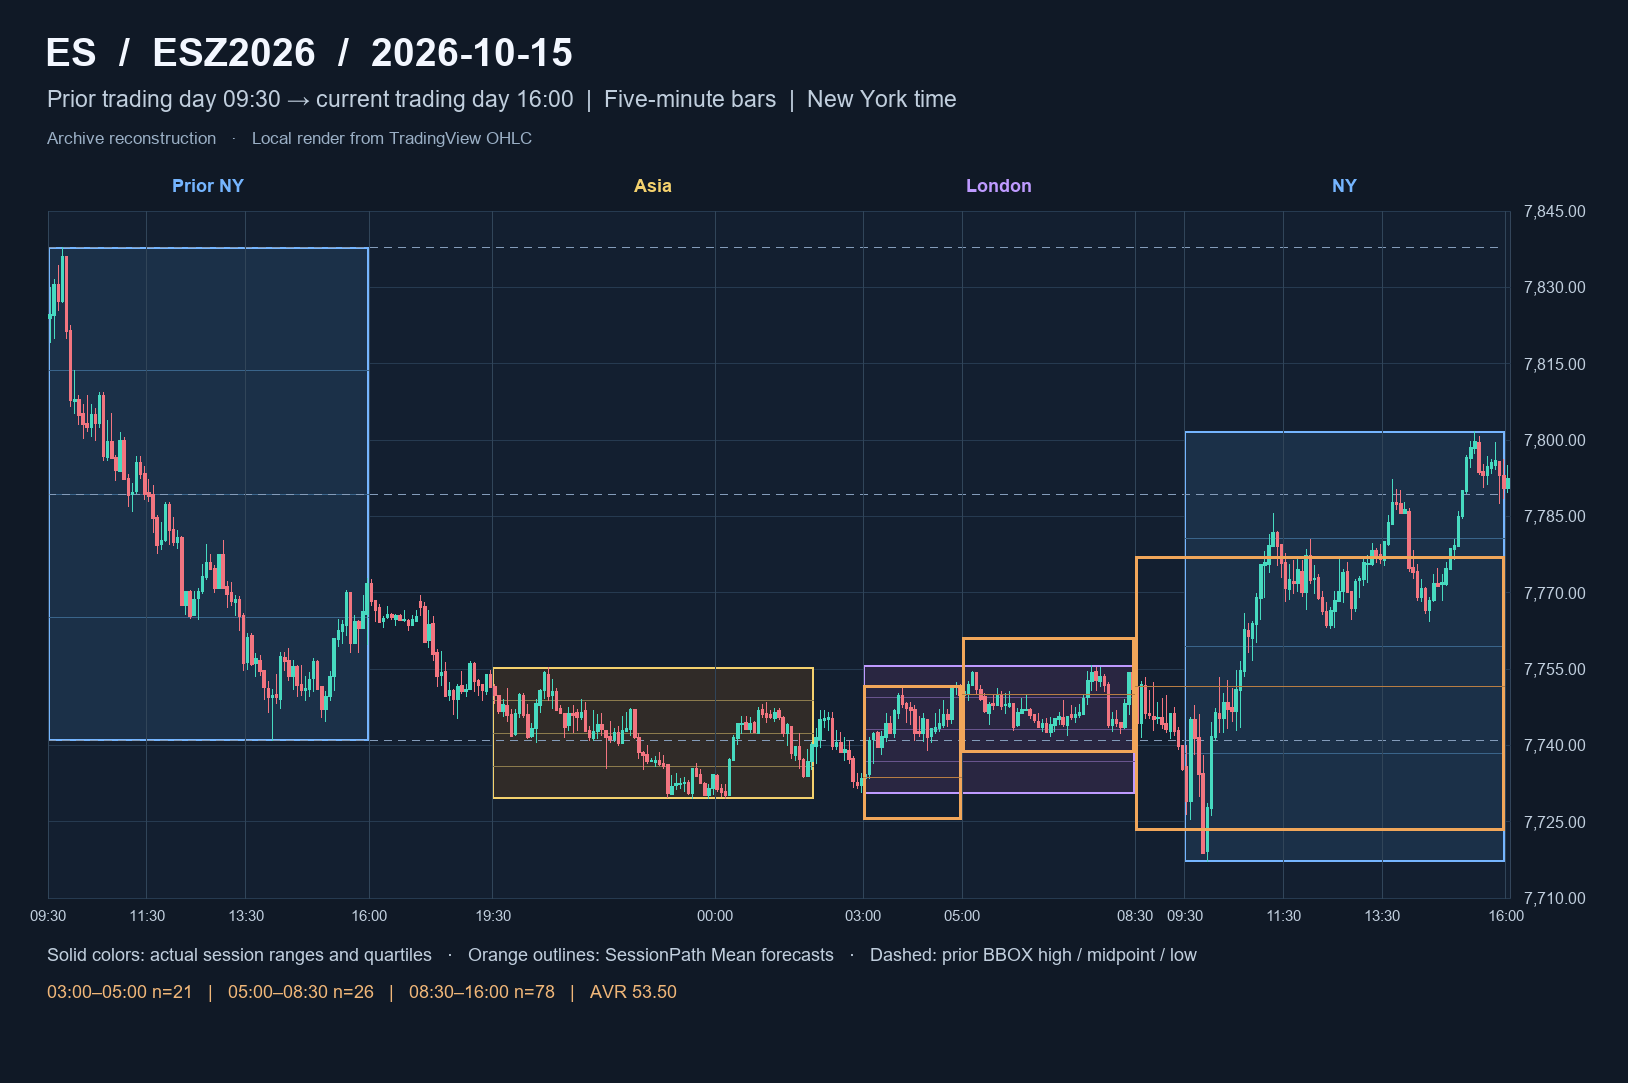 ES / ESZ2026 / 2026-10-15
Prior trading day 09:30 → current trading day 16:00 | Five-minute bars | New York time
Archive reconstruction · Local render from TradingView OHLC
Prior NY Asia London NY
7,845.00
7,830.00
7,815.00
7,800.00
7,785.00
7,770.00
7,755.00
7,740.00
7,725.00
7,710.00
09:30 11:30 13:30 16:00 19:30 00:00 03:00 05:00 08:30 09:30 11:30 13:30 16:00
Solid colors: actual session ranges and quartiles · Orange outlines: SessionPath Mean forecasts · Dashed: prior BBOX high / midpoint / low
03:00–05:00 n=21 | 05:00–08:30 n=26 | 08:30–16:00 n=78 | AVR 53.50